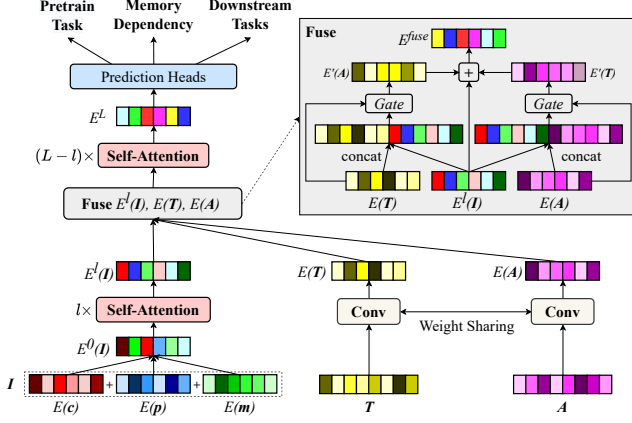 Pretrain Task
Memory Dependency
Downstream Tasks
Prediction Heads
E^L
(L − l)×
Self-Attention
Fuse E^l(I), E(T), E(A)
E^l(I)
l×
Self-Attention
E^0(I)
I
+
+
E(c)
E(p)
E(m)
Fuse
E^fuse
E'(A)
+
E'(T)
Gate
Gate
concat
concat
E(T)
E^l(I)
E(A)
E(T)
E(A)
Conv
Weight Sharing
Conv
T
A